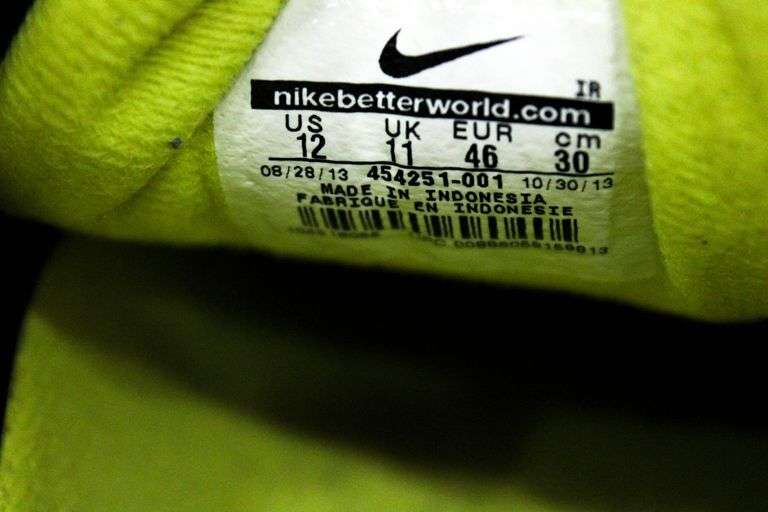 IR
nikebetterworld.com
US UK EUR cm
12 11 46 30
08/28/13 454251-001 10/30/13
MADE IN INDONESIA
FABRIQUE EN INDONESIE